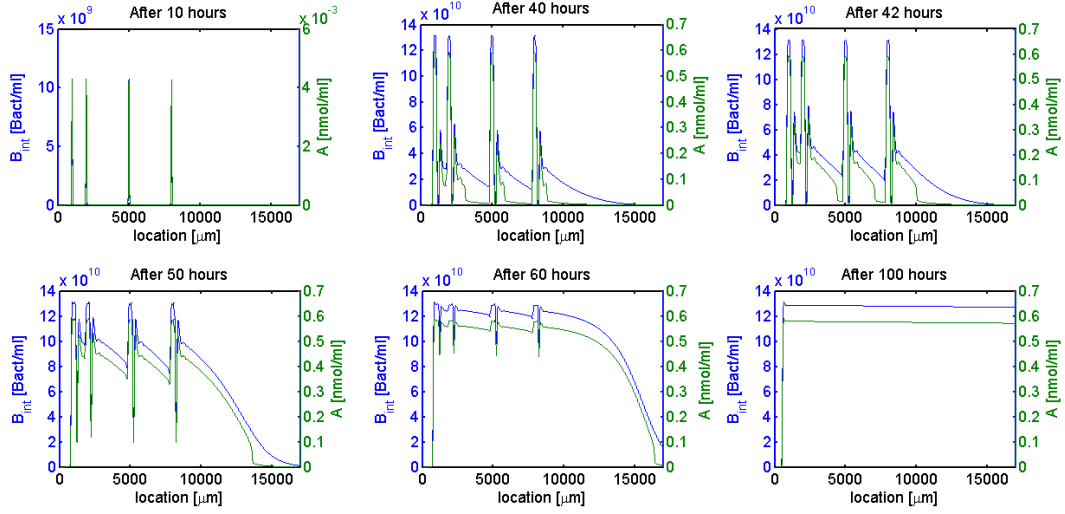 After 10 hours
x 10^9
x 10^-3
15
12
9
6
3
0
6
4
2
0
B_int [Bact/ml]
A [nmol/ml]
0 5000 10000 15000
location [μm]
After 40 hours
x 10^10
14
12
10
8
6
4
2
0
0.7
0.6
0.5
0.4
0.3
0.2
0.1
0
B_int [Bact/ml]
A [nmol/ml]
0 5000 10000 15000
location [μm]
After 42 hours
x 10^10
14
12
10
8
6
4
2
0
0.7
0.6
0.5
0.4
0.3
0.2
0.1
0
B_int [Bact/ml]
A [nmol/ml]
0 5000 10000 15000
location [μm]
After 50 hours
x 10^10
14
12
10
8
6
4
2
0
0.7
0.6
0.5
0.4
0.3
0.2
0.1
0
B_int [Bact/ml]
A [nmol/ml]
0 5000 10000 15000
location [μm]
After 60 hours
x 10^10
14
12
10
8
6
4
2
0
0.7
0.6
0.5
0.4
0.3
0.2
0.1
0
B_int [Bact/ml]
A [nmol/ml]
0 5000 10000 15000
location [μm]
After 100 hours
x 10^10
14
12
10
8
6
4
2
0
0.7
0.6
0.5
0.4
0.3
0.2
0.1
0
B_int [Bact/ml]
A [nmol/ml]
0 5000 10000 15000
location [μm]